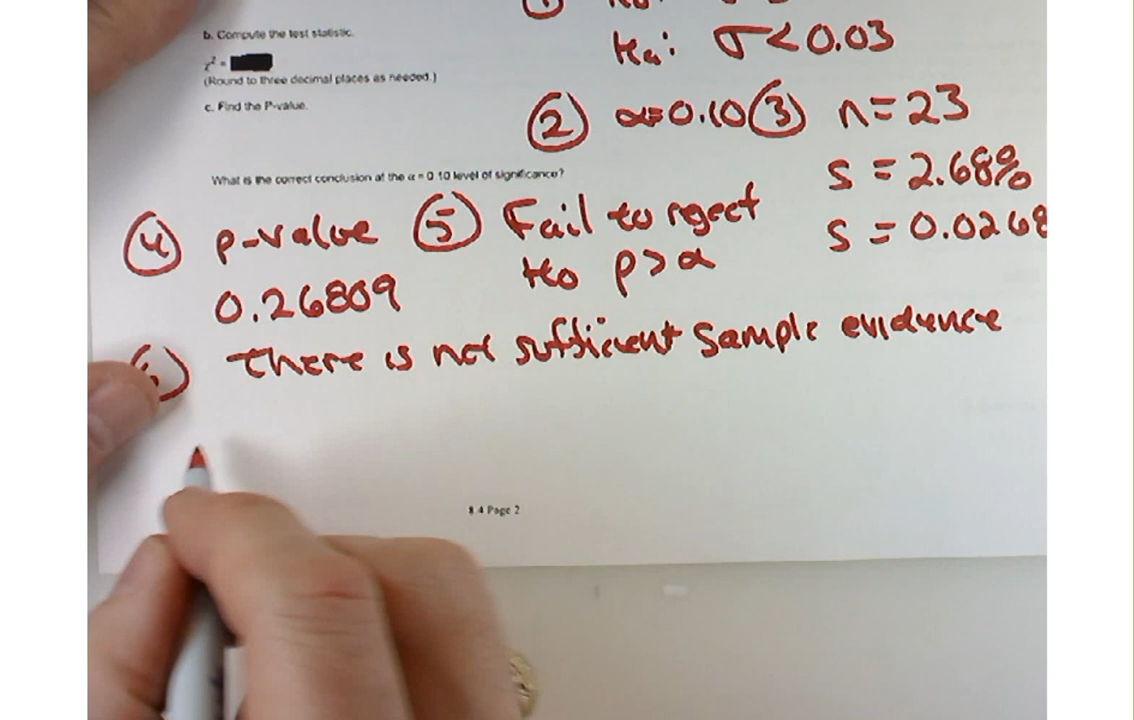 b. Compute the test statistic.
Ha: σ<0.03
χ² =
(Round to three decimal places as needed.)
c. Find the P-value.
② α=0.10 ③ n=23
What is the correct conclusion at the α = 0.10 level of significance?
s = 2.68%
④ p-value ⑤ Fail to reject
s = 0.0268
Ho p>α
0.26809
There is not sufficient sample evidence
8.4 Page 2